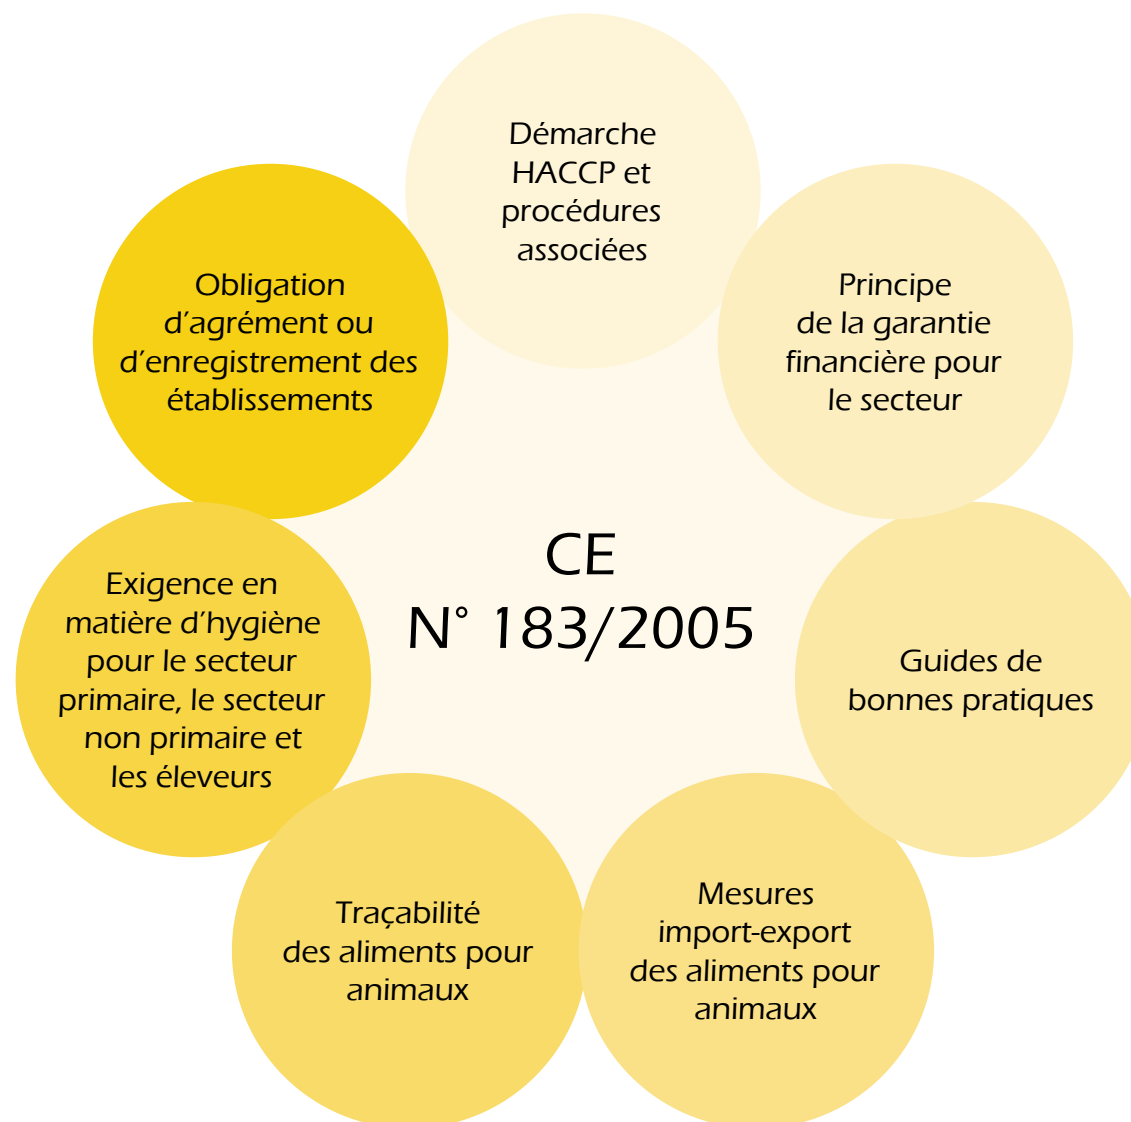 Démarche
HACCP et
procédures
associées
Principe
de la garantie
financière pour
le secteur
Guides de
bonnes pratiques
Mesures
import-export
des aliments pour
animaux
Traçabilité
des aliments pour
animaux
Exigence en
matière d’hygiène
pour le secteur
primaire, le secteur
non primaire et
les éleveurs
Obligation
d’agrément ou
d’enregistrement des
établissements
CE
N° 183/2005